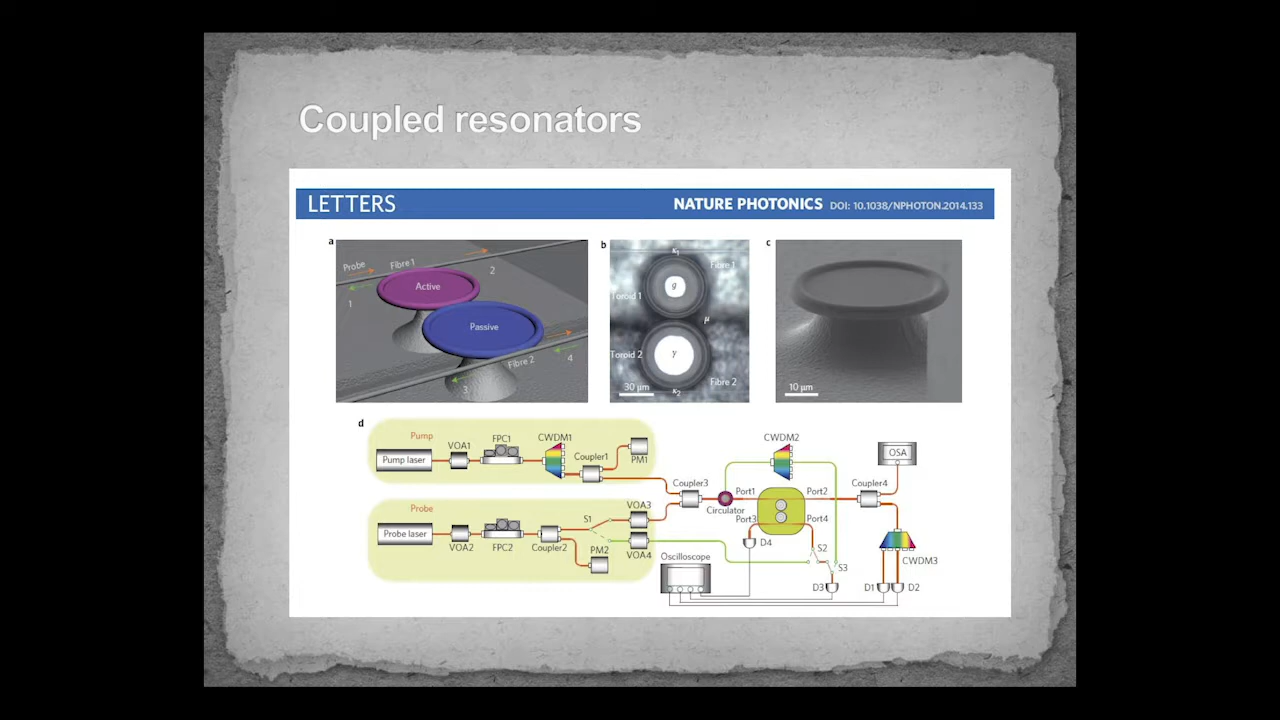 Coupled resonators
LETTERS
NATURE PHOTONICS DOI: 10.1038/NPHOTON.2014.133
a
Probe
Fibre 1
2
1
Active
Passive
Fibre 2
4
3
b
κ1
Fibre 1
g
Toroid 1
μ
Toroid 2
γ
Fibre 2
30 μm
κ2
c
10 μm
d
Pump
Pump laser
VOA1
FPC1
CWDM1
Coupler1
PM1
Probe
Probe laser
VOA2
FPC2
Coupler2
S1
PM2
VOA3
VOA4
Coupler3
Circulator
Port1
Port2
Port3
Port4
CWDM2
Coupler4
OSA
D4
S2
S3
Oscilloscope
CWDM3
D3
D1
D2